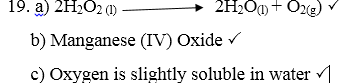 19. a) 2H2O2 (l) ⟶ 2H2O(l) + O2(g) ✓
b) Manganese (IV) Oxide ✓
c) Oxygen is slightly soluble in water ✓